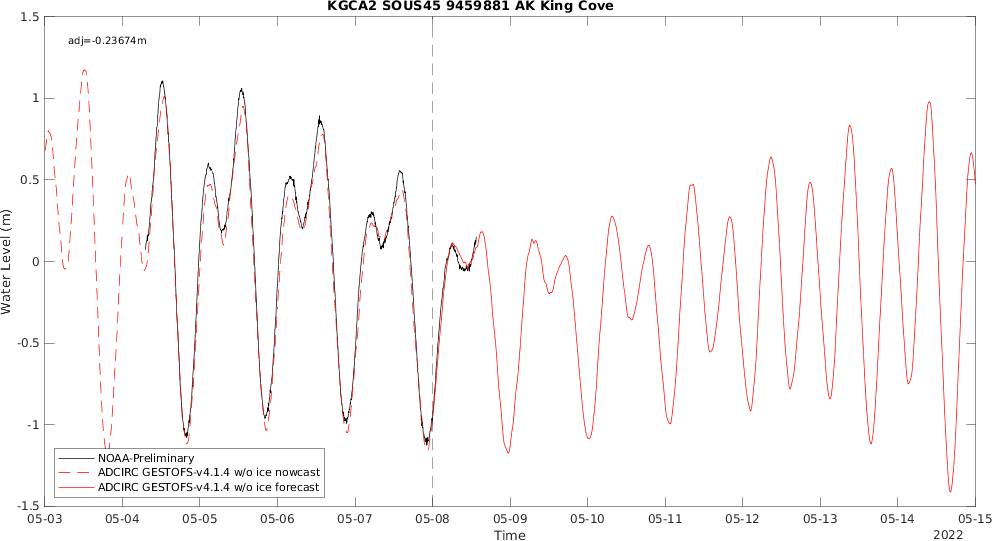 KGCA2 SOUS45 9459881 AK King Cove
adj=-0.23674m
1.5
1
0.5
0
-0.5
-1
-1.5
Water Level (m)
NOAA-Preliminary
ADCIRC GESTOFS-v4.1.4 w/o ice nowcast
ADCIRC GESTOFS-v4.1.4 w/o ice forecast
05-03 05-04 05-05 05-06 05-07 05-08 05-09 05-10 05-11 05-12 05-13 05-14 05-15
Time
2022